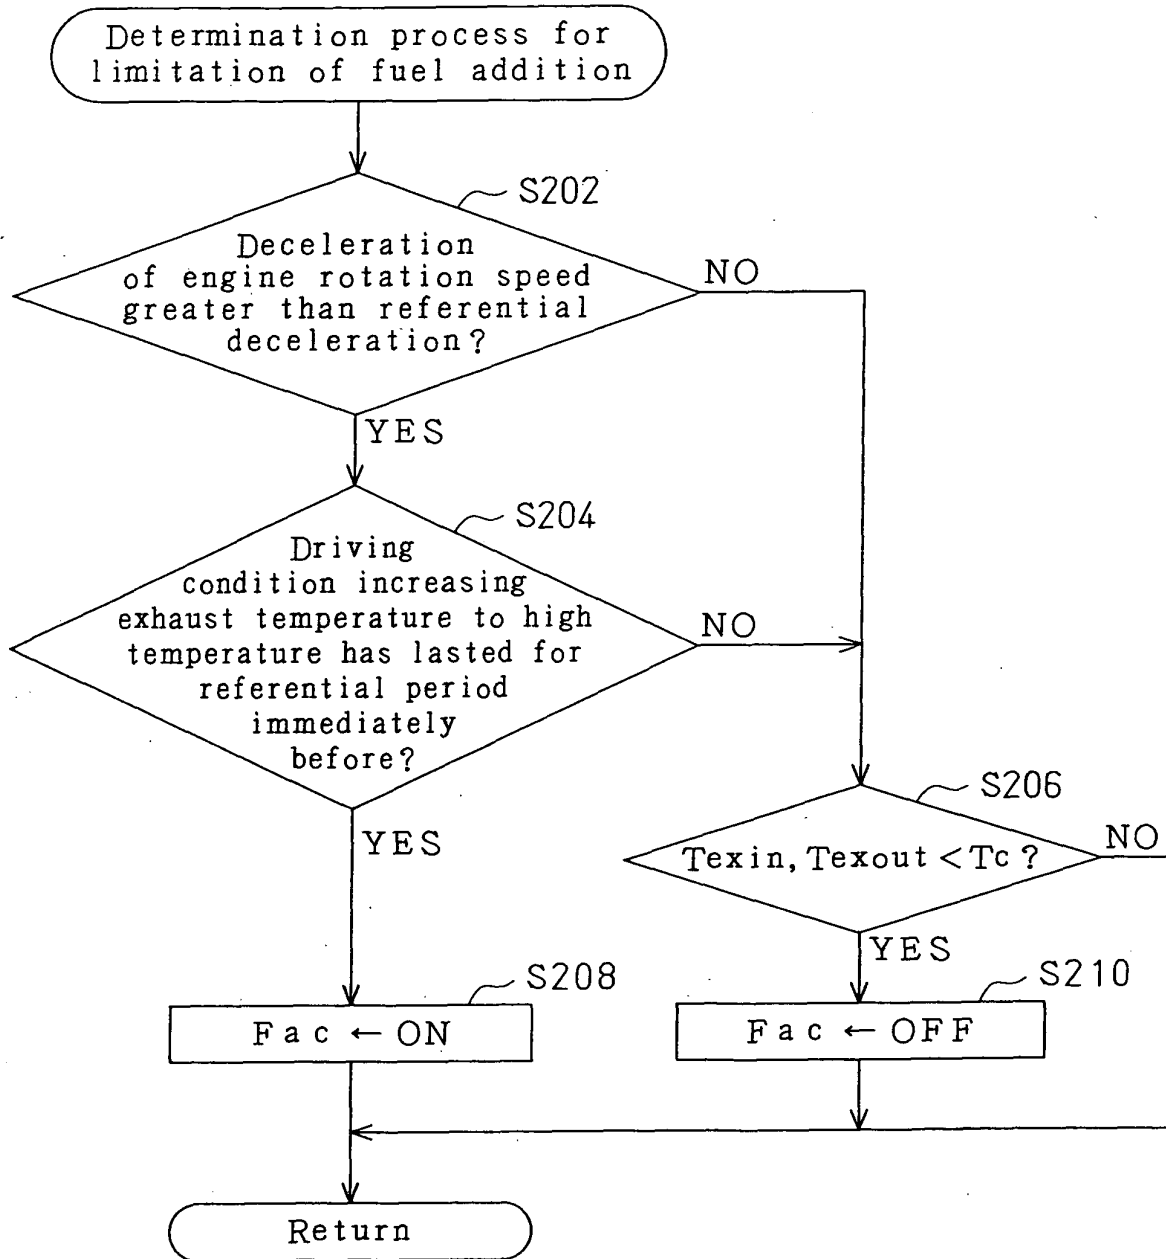 Determination process for
limitation of fuel addition
S202
Deceleration
of engine rotation speed
greater than referential
deceleration?
NO
YES
S204
Driving
condition increasing
exhaust temperature to high
temperature has lasted for
referential period
immediately
before?
NO
YES
S206
Texin, Texout < Tc?
NO
YES
S208
Fac ← ON
S210
Fac ← OFF
Return